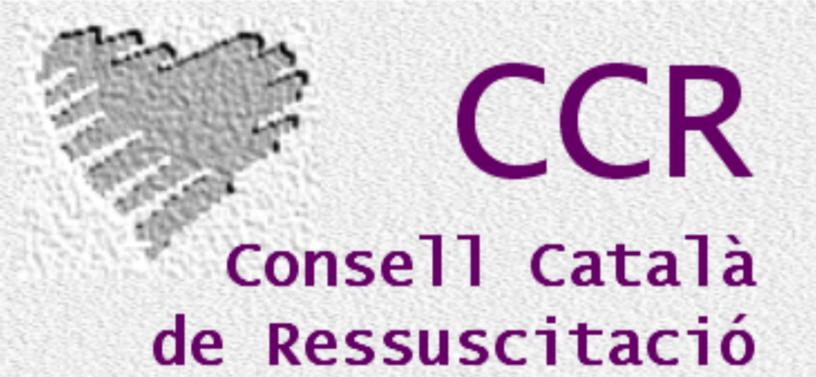 CCR
Consell Català
de Ressuscitació